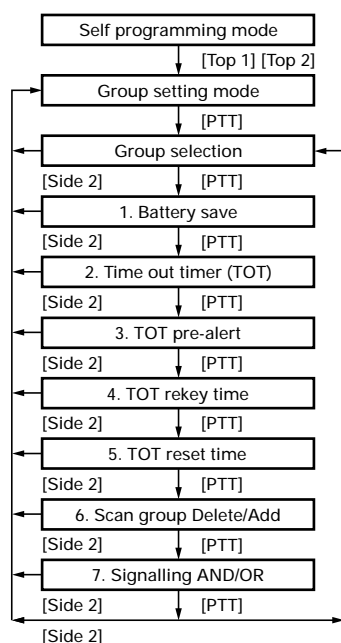 Self programming mode
[Top 1] [Top 2]
Group setting mode
[PTT]
Group selection
[Side 2] [PTT]
1. Battery save
[Side 2] [PTT]
2. Time out timer (TOT)
[Side 2] [PTT]
3. TOT pre-alert
[Side 2] [PTT]
4. TOT rekey time
[Side 2] [PTT]
5. TOT reset time
[Side 2] [PTT]
6. Scan group Delete/Add
[Side 2] [PTT]
7. Signalling AND/OR
[Side 2] [PTT]
[Side 2]